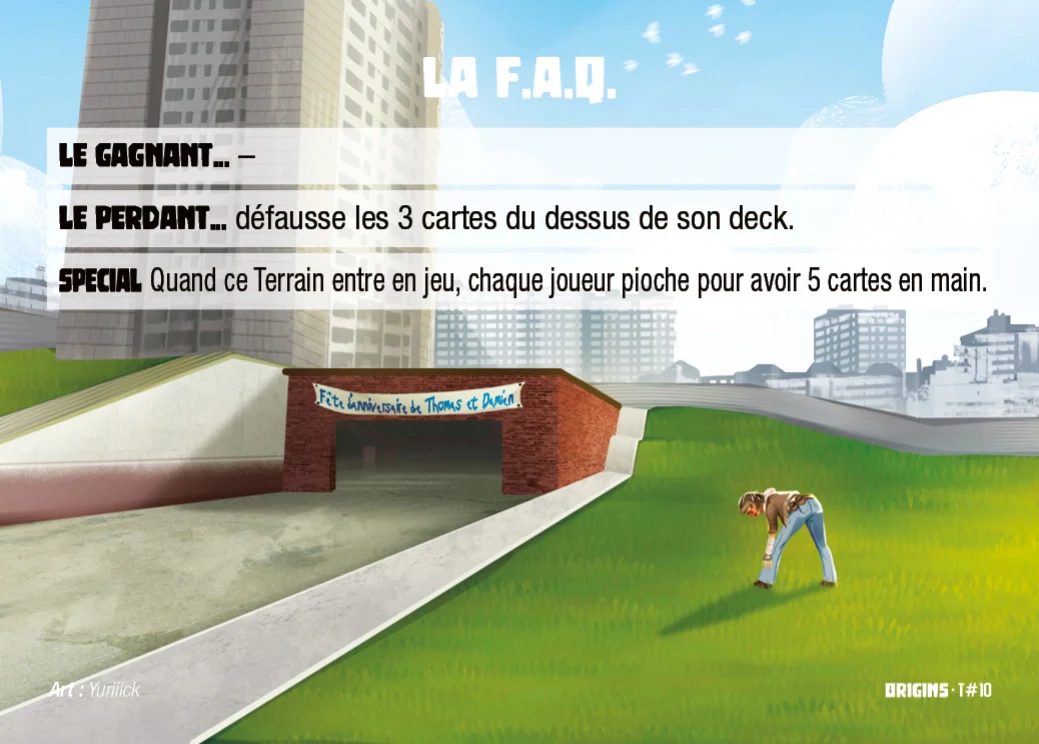 LA F.A.Q.
LE GAGNANT... –
LE PERDANT... défausse les 3 cartes du dessus de son deck.
SPECIAL Quand ce Terrain entre en jeu, chaque joueur pioche pour avoir 5 cartes en main.
Fête d'anniversaire de Thomas et Damien
Art : Yuriiick
ORIGINS · T#10